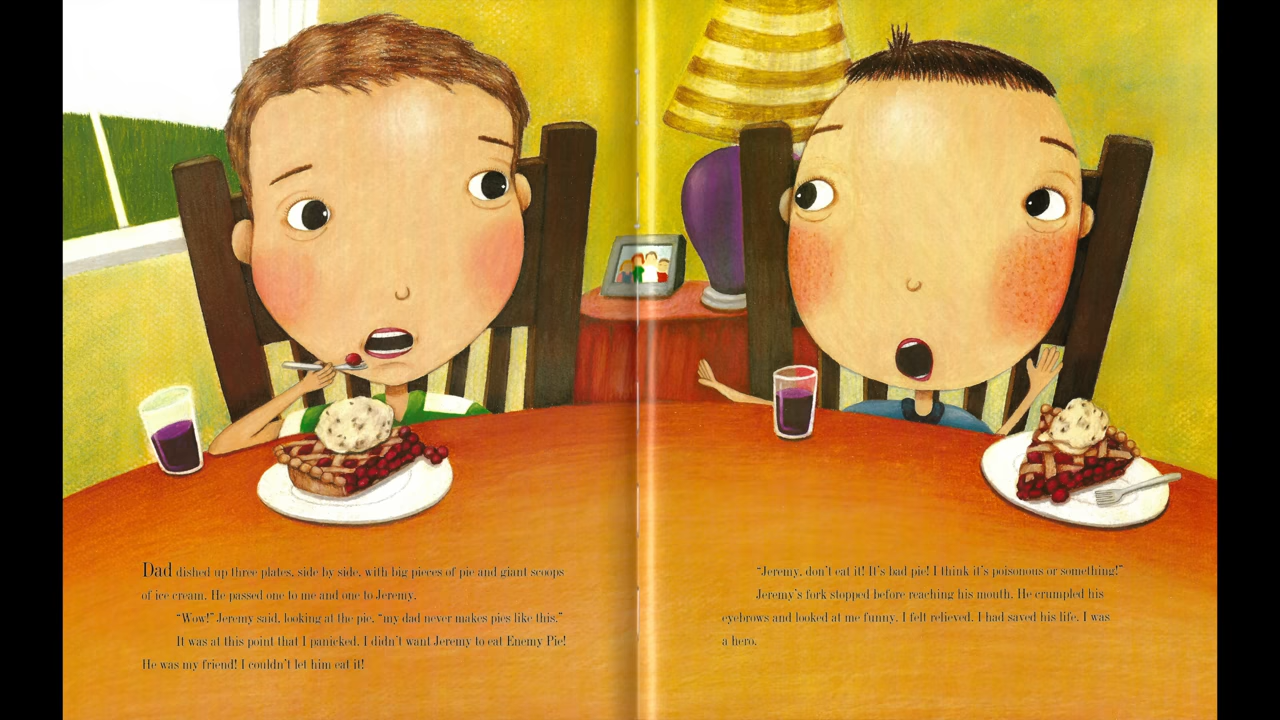 Dad dished up three plates, side by side, with big pieces of pie and giant scoops
of ice cream. He passed one to me and one to Jeremy.
“Wow!” Jeremy said, looking at the pie, “my dad never makes pies like this.”
It was at this point that I panicked. I didn’t want Jeremy to eat Enemy Pie!
He was my friend! I couldn’t let him eat it!
“Jeremy, don’t eat it! It’s bad pie! I think it’s poisonous or something!”
Jeremy’s fork stopped before reaching his mouth. He crumpled his
eyebrows and looked at me funny. I felt relieved. I had saved his life. I was
a hero.